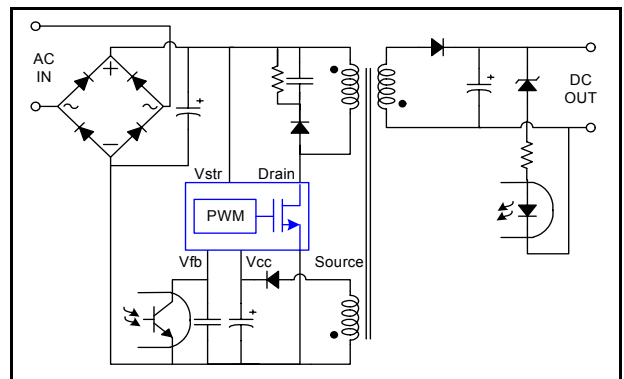 AC
IN
+
~
~
−
+
+
DC
OUT
Vstr
Drain
PWM
Vfb
Vcc
Source
+